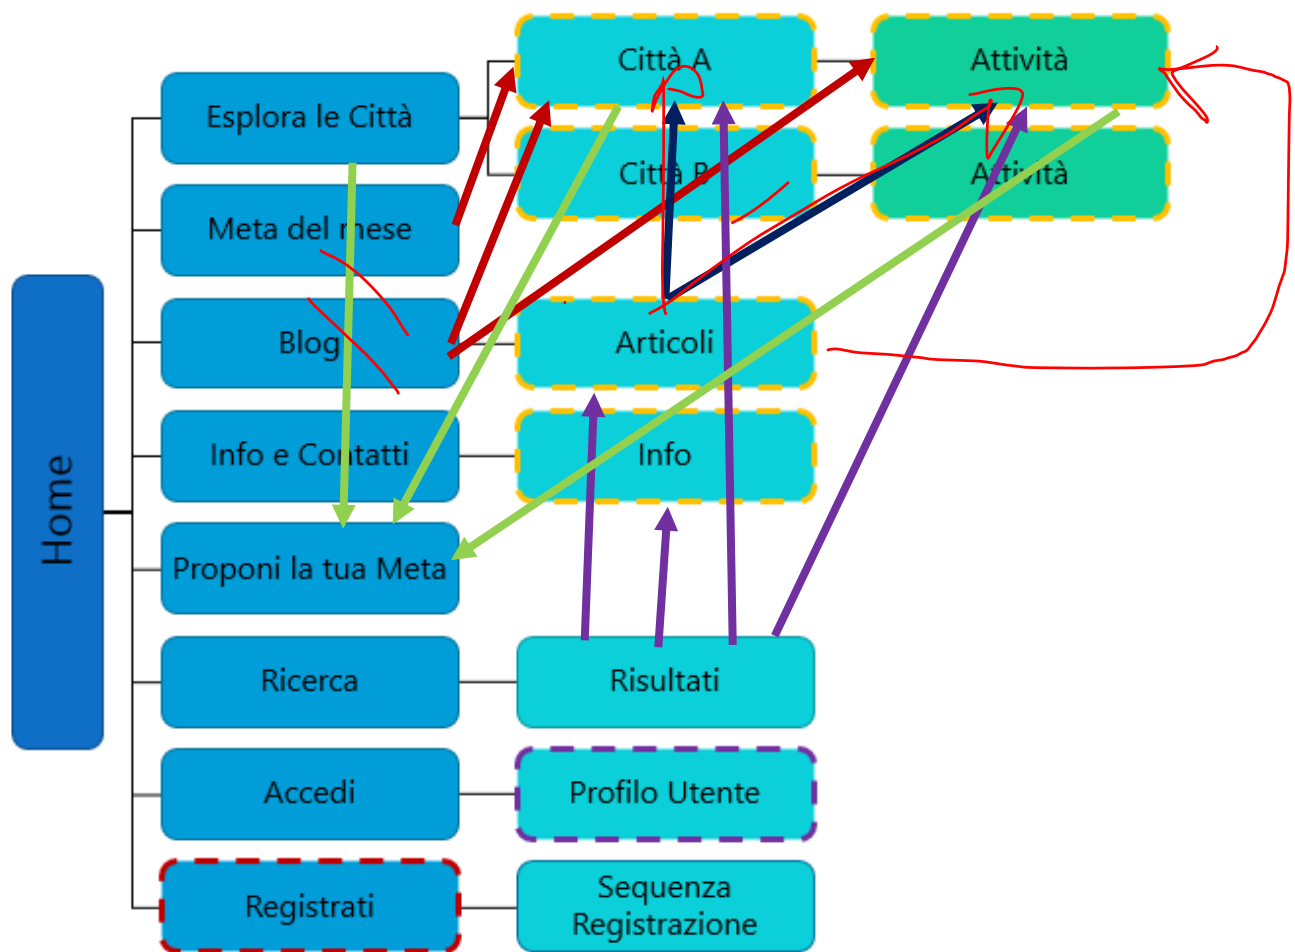 Home
Esplora le Città
Meta del mese
Blog
Info e Contatti
Proponi la tua Meta
Ricerca
Accedi
Registrati
Città A
Città B
Articoli
Info
Risultati
Profilo Utente
Sequenza
Registrazione
Attività
Attività